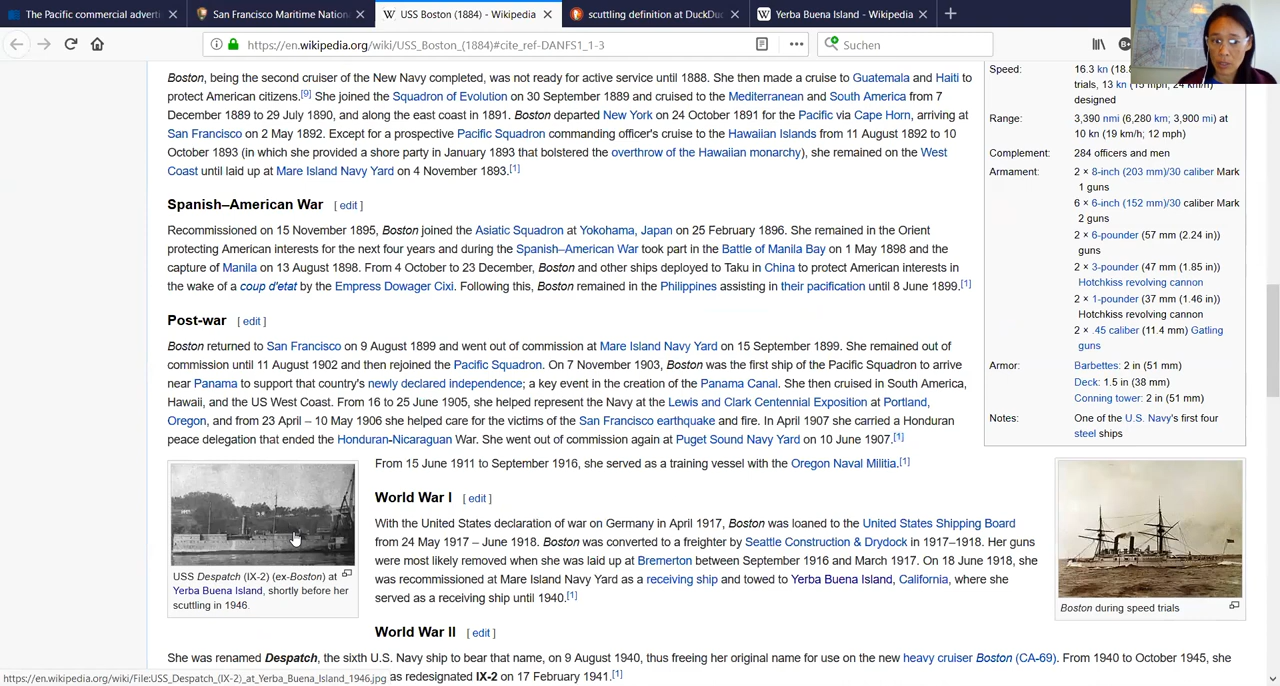 The Pacific commercial adverti
San Francisco Maritime Nationa
USS Boston (1884) - Wikipedia
scuttling definition at DuckDuc
Yerba Buena Island - Wikipedia
https://en.wikipedia.org/wiki/USS_Boston_(1884)#cite_ref-DANFS1_1-3
Suchen
Boston, being the second cruiser of the New Navy completed, was not ready for active service until 1888. She then made a cruise to Guatemala and Haiti to
protect American citizens.[9] She joined the Squadron of Evolution on 30 September 1889 and cruised to the Mediterranean and South America from 7
December 1889 to 29 July 1890, and along the east coast in 1891. Boston departed New York on 24 October 1891 for the Pacific via Cape Horn, arriving at
San Francisco on 2 May 1892. Except for a prospective Pacific Squadron commanding officer's cruise to the Hawaiian Islands from 11 August 1892 to 10
October 1893 (in which she provided a shore party in January 1893 that bolstered the overthrow of the Hawaiian monarchy), she remained on the West
Coast until laid up at Mare Island Navy Yard on 4 November 1893.[1]
Spanish–American War [ edit ]
Recommissioned on 15 November 1895, Boston joined the Asiatic Squadron at Yokohama, Japan on 25 February 1896. She remained in the Orient
protecting American interests for the next four years and during the Spanish–American War took part in the Battle of Manila Bay on 1 May 1898 and the
capture of Manila on 13 August 1898. From 4 October to 23 December, Boston and other ships deployed to Taku in China to protect American interests in
the wake of a coup d'etat by the Empress Dowager Cixi. Following this, Boston remained in the Philippines assisting in their pacification until 8 June 1899.[1]
Post-war [ edit ]
Boston returned to San Francisco on 9 August 1899 and went out of commission at Mare Island Navy Yard on 15 September 1899. She remained out of
commission until 11 August 1902 and then rejoined the Pacific Squadron. On 7 November 1903, Boston was the first ship of the Pacific Squadron to arrive
near Panama to support that country's newly declared independence; a key event in the creation of the Panama Canal. She then cruised in South America,
Hawaii, and the US West Coast. From 16 to 25 June 1905, she helped represent the Navy at the Lewis and Clark Centennial Exposition at Portland,
Oregon, and from 23 April – 10 May 1906 she helped care for the victims of the San Francisco earthquake and fire. In April 1907 she carried a Honduran
peace delegation that ended the Honduran-Nicaraguan War. She went out of commission again at Puget Sound Navy Yard on 10 June 1907.[1]
From 15 June 1911 to September 1916, she served as a training vessel with the Oregon Naval Militia.[1]
World War I [ edit ]
With the United States declaration of war on Germany in April 1917, Boston was loaned to the United States Shipping Board
from 24 May 1917 – June 1918. Boston was converted to a freighter by Seattle Construction & Drydock in 1917–1918. Her guns
were most likely removed when she was laid up at Bremerton between September 1916 and March 1917. On 18 June 1918, she
was recommissioned at Mare Island Navy Yard as a receiving ship and towed to Yerba Buena Island, California, where she
served as a receiving ship until 1940.[1]
USS Despatch (IX-2) (ex-Boston) at
Yerba Buena Island, shortly before her
scuttling in 1946.
World War II [ edit ]
She was renamed Despatch, the sixth U.S. Navy ship to bear that name, on 9 August 1940, thus freeing her original name for use on the new heavy cruiser Boston (CA-69). From 1940 to October 1945, she
as redesignated IX-2 on 17 February 1941.[1]
https://en.wikipedia.org/wiki/File:USS_Despatch_(IX-2)_at_Yerba_Buena_Island_1946.jpg
Speed:
16.3 kn (18.8
trials, 13 kn (15 mph; 24 km/h)
designed
Range:
3,390 nmi (6,280 km; 3,900 mi) at
10 kn (19 km/h; 12 mph)
Complement:
284 officers and men
Armament:
2 × 8-inch (203 mm)/30 caliber Mark
1 guns
6 × 6-inch (152 mm)/30 caliber Mark
2 guns
2 × 6-pounder (57 mm (2.24 in))
guns
2 × 3-pounder (47 mm (1.85 in))
Hotchkiss revolving cannon
2 × 1-pounder (37 mm (1.46 in))
Hotchkiss revolving cannon
2 × .45 caliber (11.4 mm) Gatling
guns
Armor:
Barbettes: 2 in (51 mm)
Deck: 1.5 in (38 mm)
Conning tower: 2 in (51 mm)
Notes:
One of the U.S. Navy's first four
steel ships
Boston during speed trials